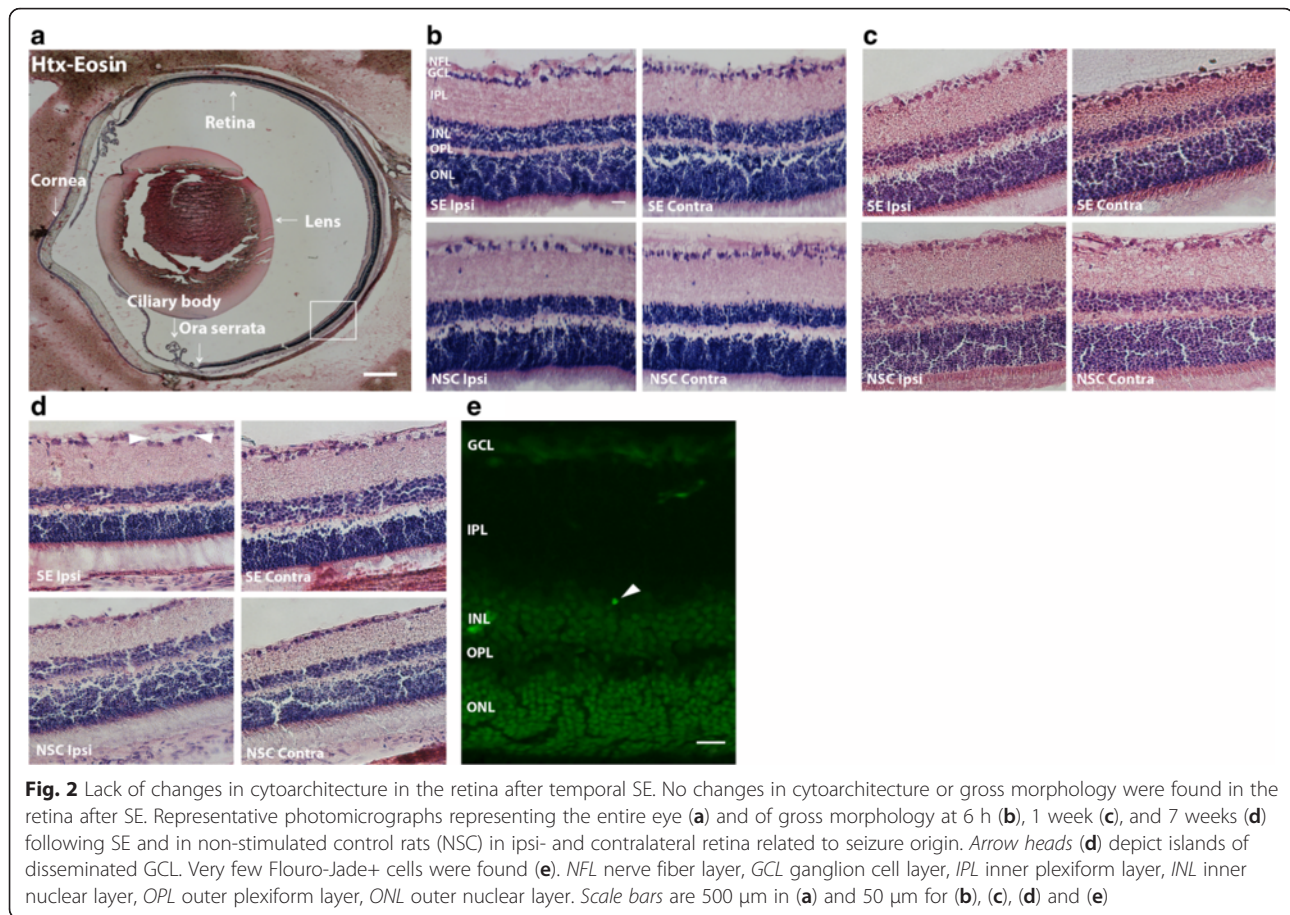 a
Htx-Eosin
Retina
Cornea
Lens
Ciliary body
Ora serrata
b
NFL
GCL
IPL
INL
OPL
ONL
SE Ipsi
SE Contra
NSC Ipsi
NSC Contra
c
SE Ipsi
SE Contra
NSC Ipsi
NSC Contra
d
SE Ipsi
SE Contra
NSC Ipsi
NSC Contra
e
GCL
IPL
INL
OPL
ONL
Fig. 2 Lack of changes in cytoarchitecture in the retina after temporal SE. No changes in cytoarchitecture or gross morphology were found in the
retina after SE. Representative photomicrographs representing the entire eye (a) and of gross morphology at 6 h (b), 1 week (c), and 7 weeks (d)
following SE and in non-stimulated control rats (NSC) in ipsi- and contralateral retina related to seizure origin. Arrow heads (d) depict islands of
disseminated GCL. Very few Flouro-Jade+ cells were found (e). NFL nerve fiber layer, GCL ganglion cell layer, IPL inner plexiform layer, INL inner
nuclear layer, OPL outer plexiform layer, ONL outer nuclear layer. Scale bars are 500 μm in (a) and 50 μm for (b), (c), (d) and (e)